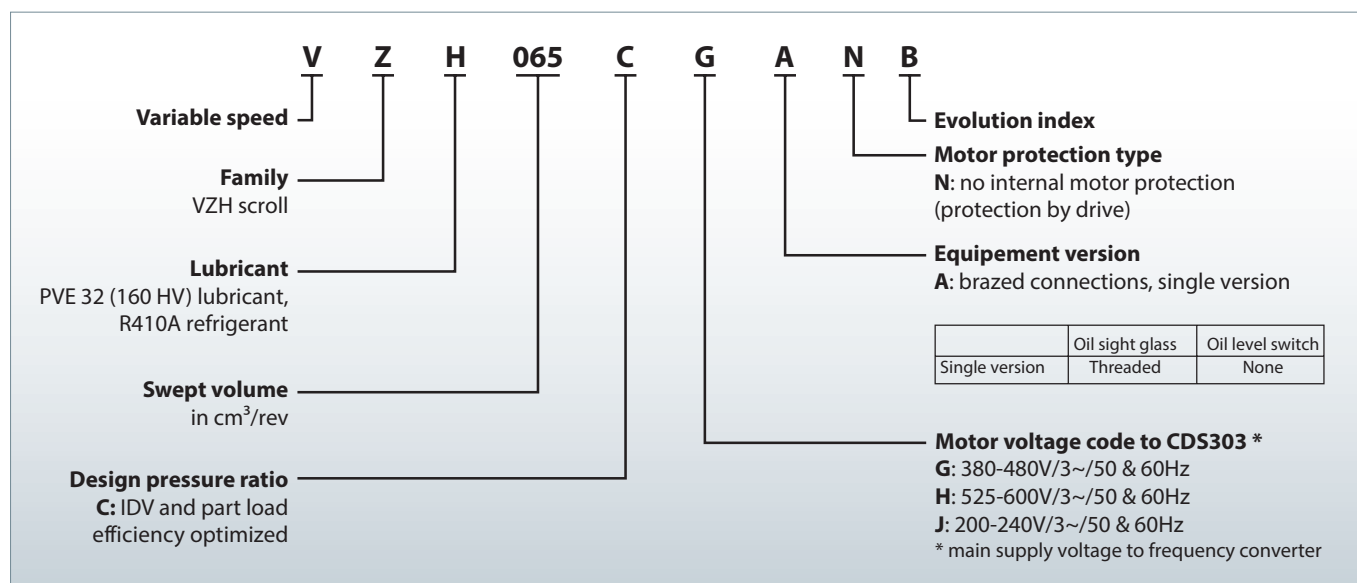 V Z H 065 C G A N B
Variable speed
Family
VZH scroll
Lubricant
PVE 32 (160 HV) lubricant,
R410A refrigerant
Swept volume
in cm³/rev
Design pressure ratio
C: IDV and part load
efficiency optimized
Evolution index
Motor protection type
N: no internal motor protection
(protection by drive)
Equipement version
A: brazed connections, single version
Oil sight glass Oil level switch
Single version Threaded None
Motor voltage code to CDS303 *
G: 380-480V/3~/50 & 60Hz
H: 525-600V/3~/50 & 60Hz
J: 200-240V/3~/50 & 60Hz
* main supply voltage to frequency converter